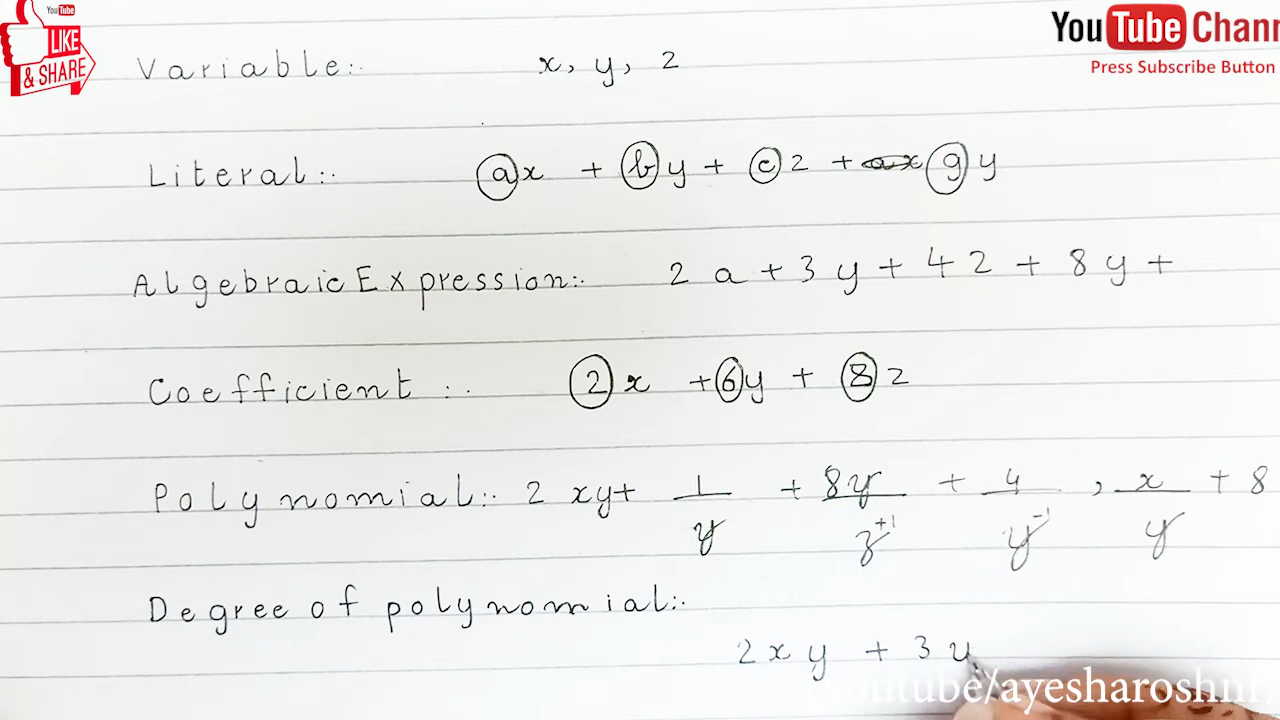 YouTube
LIKE
& SHARE
YouTube Chann
Press Subscribe Button
Variable:. x, y, z
Literal:. ax + by + cz + ax gy
Algebraic Expression:. 2a + 3y + 4z + 8y +
Coefficient :. 2x + 6y + 8z
Polynomial:. 2xy + 1/y + 8y/z⁺¹ + 4/y⁻¹, x/y + 8
Degree of polynomial:.
2xy + 3y
youtube/ayesharoshn